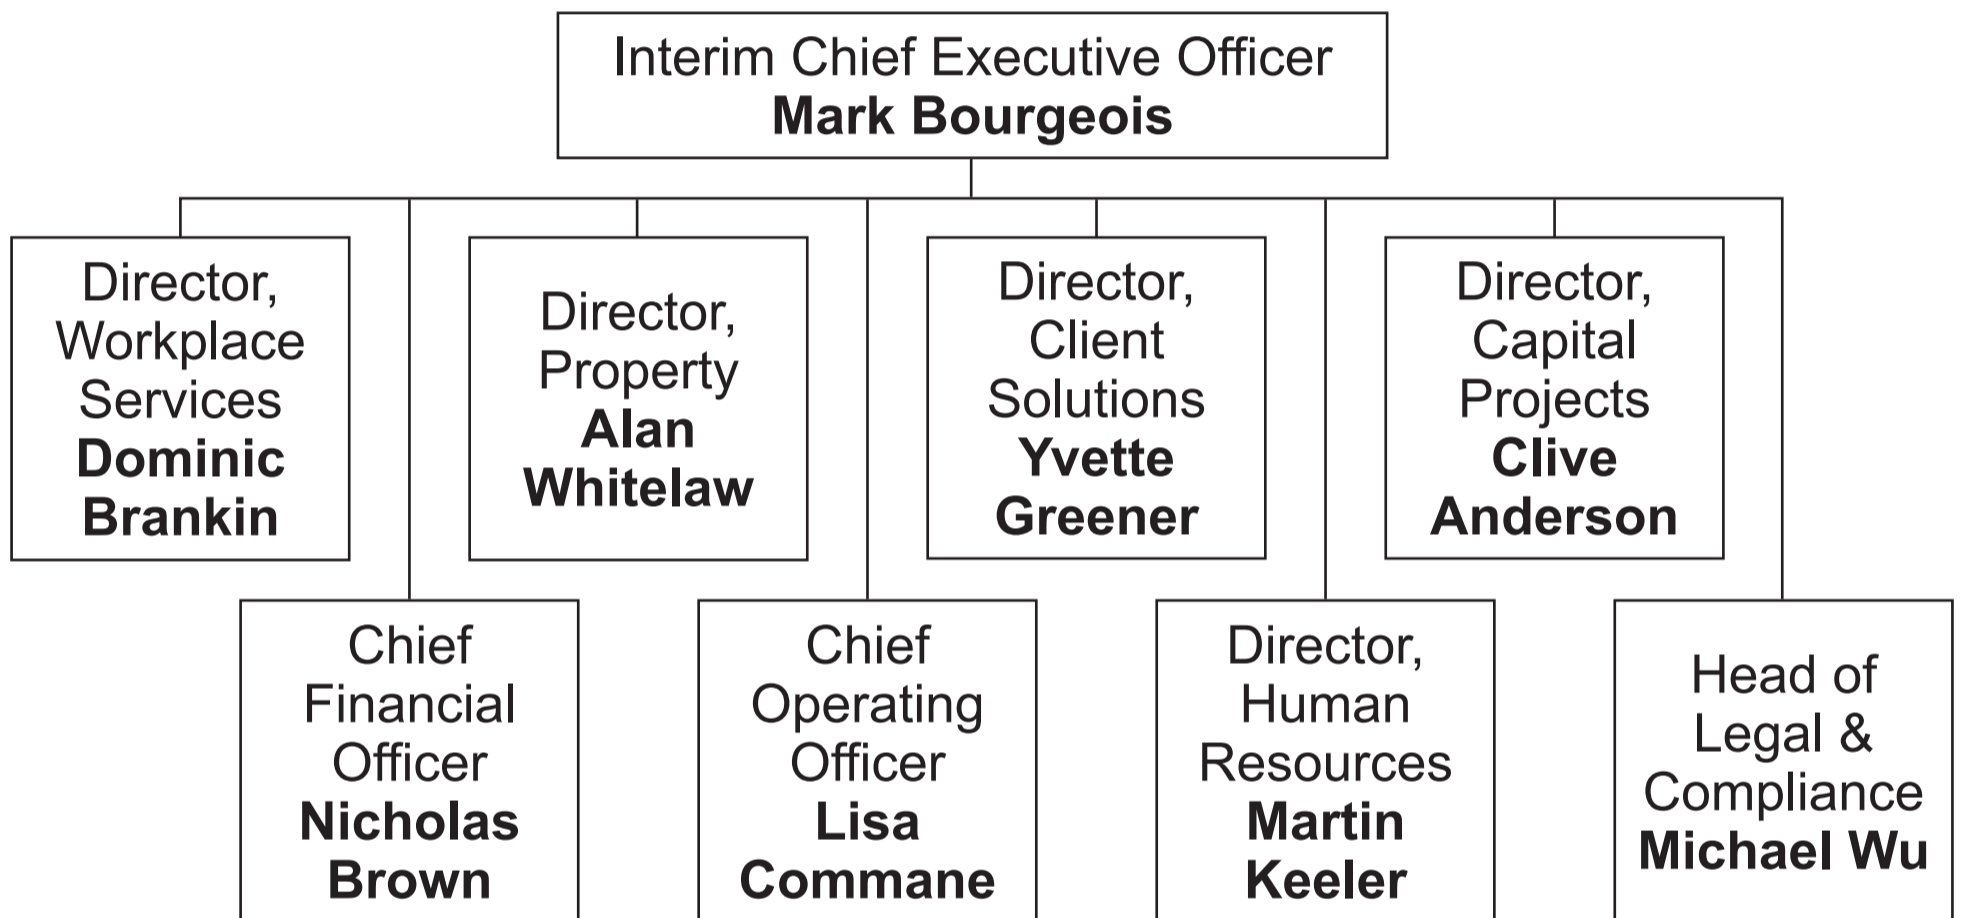 Interim Chief Executive Officer
Mark Bourgeois
Director,
Workplace
Services
Dominic
Brankin
Director,
Property
Alan
Whitelaw
Director,
Client
Solutions
Yvette
Greener
Director,
Capital
Projects
Clive
Anderson
Chief
Financial
Officer
Nicholas
Brown
Chief
Operating
Officer
Lisa
Commane
Director,
Human
Resources
Martin
Keeler
Head of
Legal &
Compliance
Michael Wu